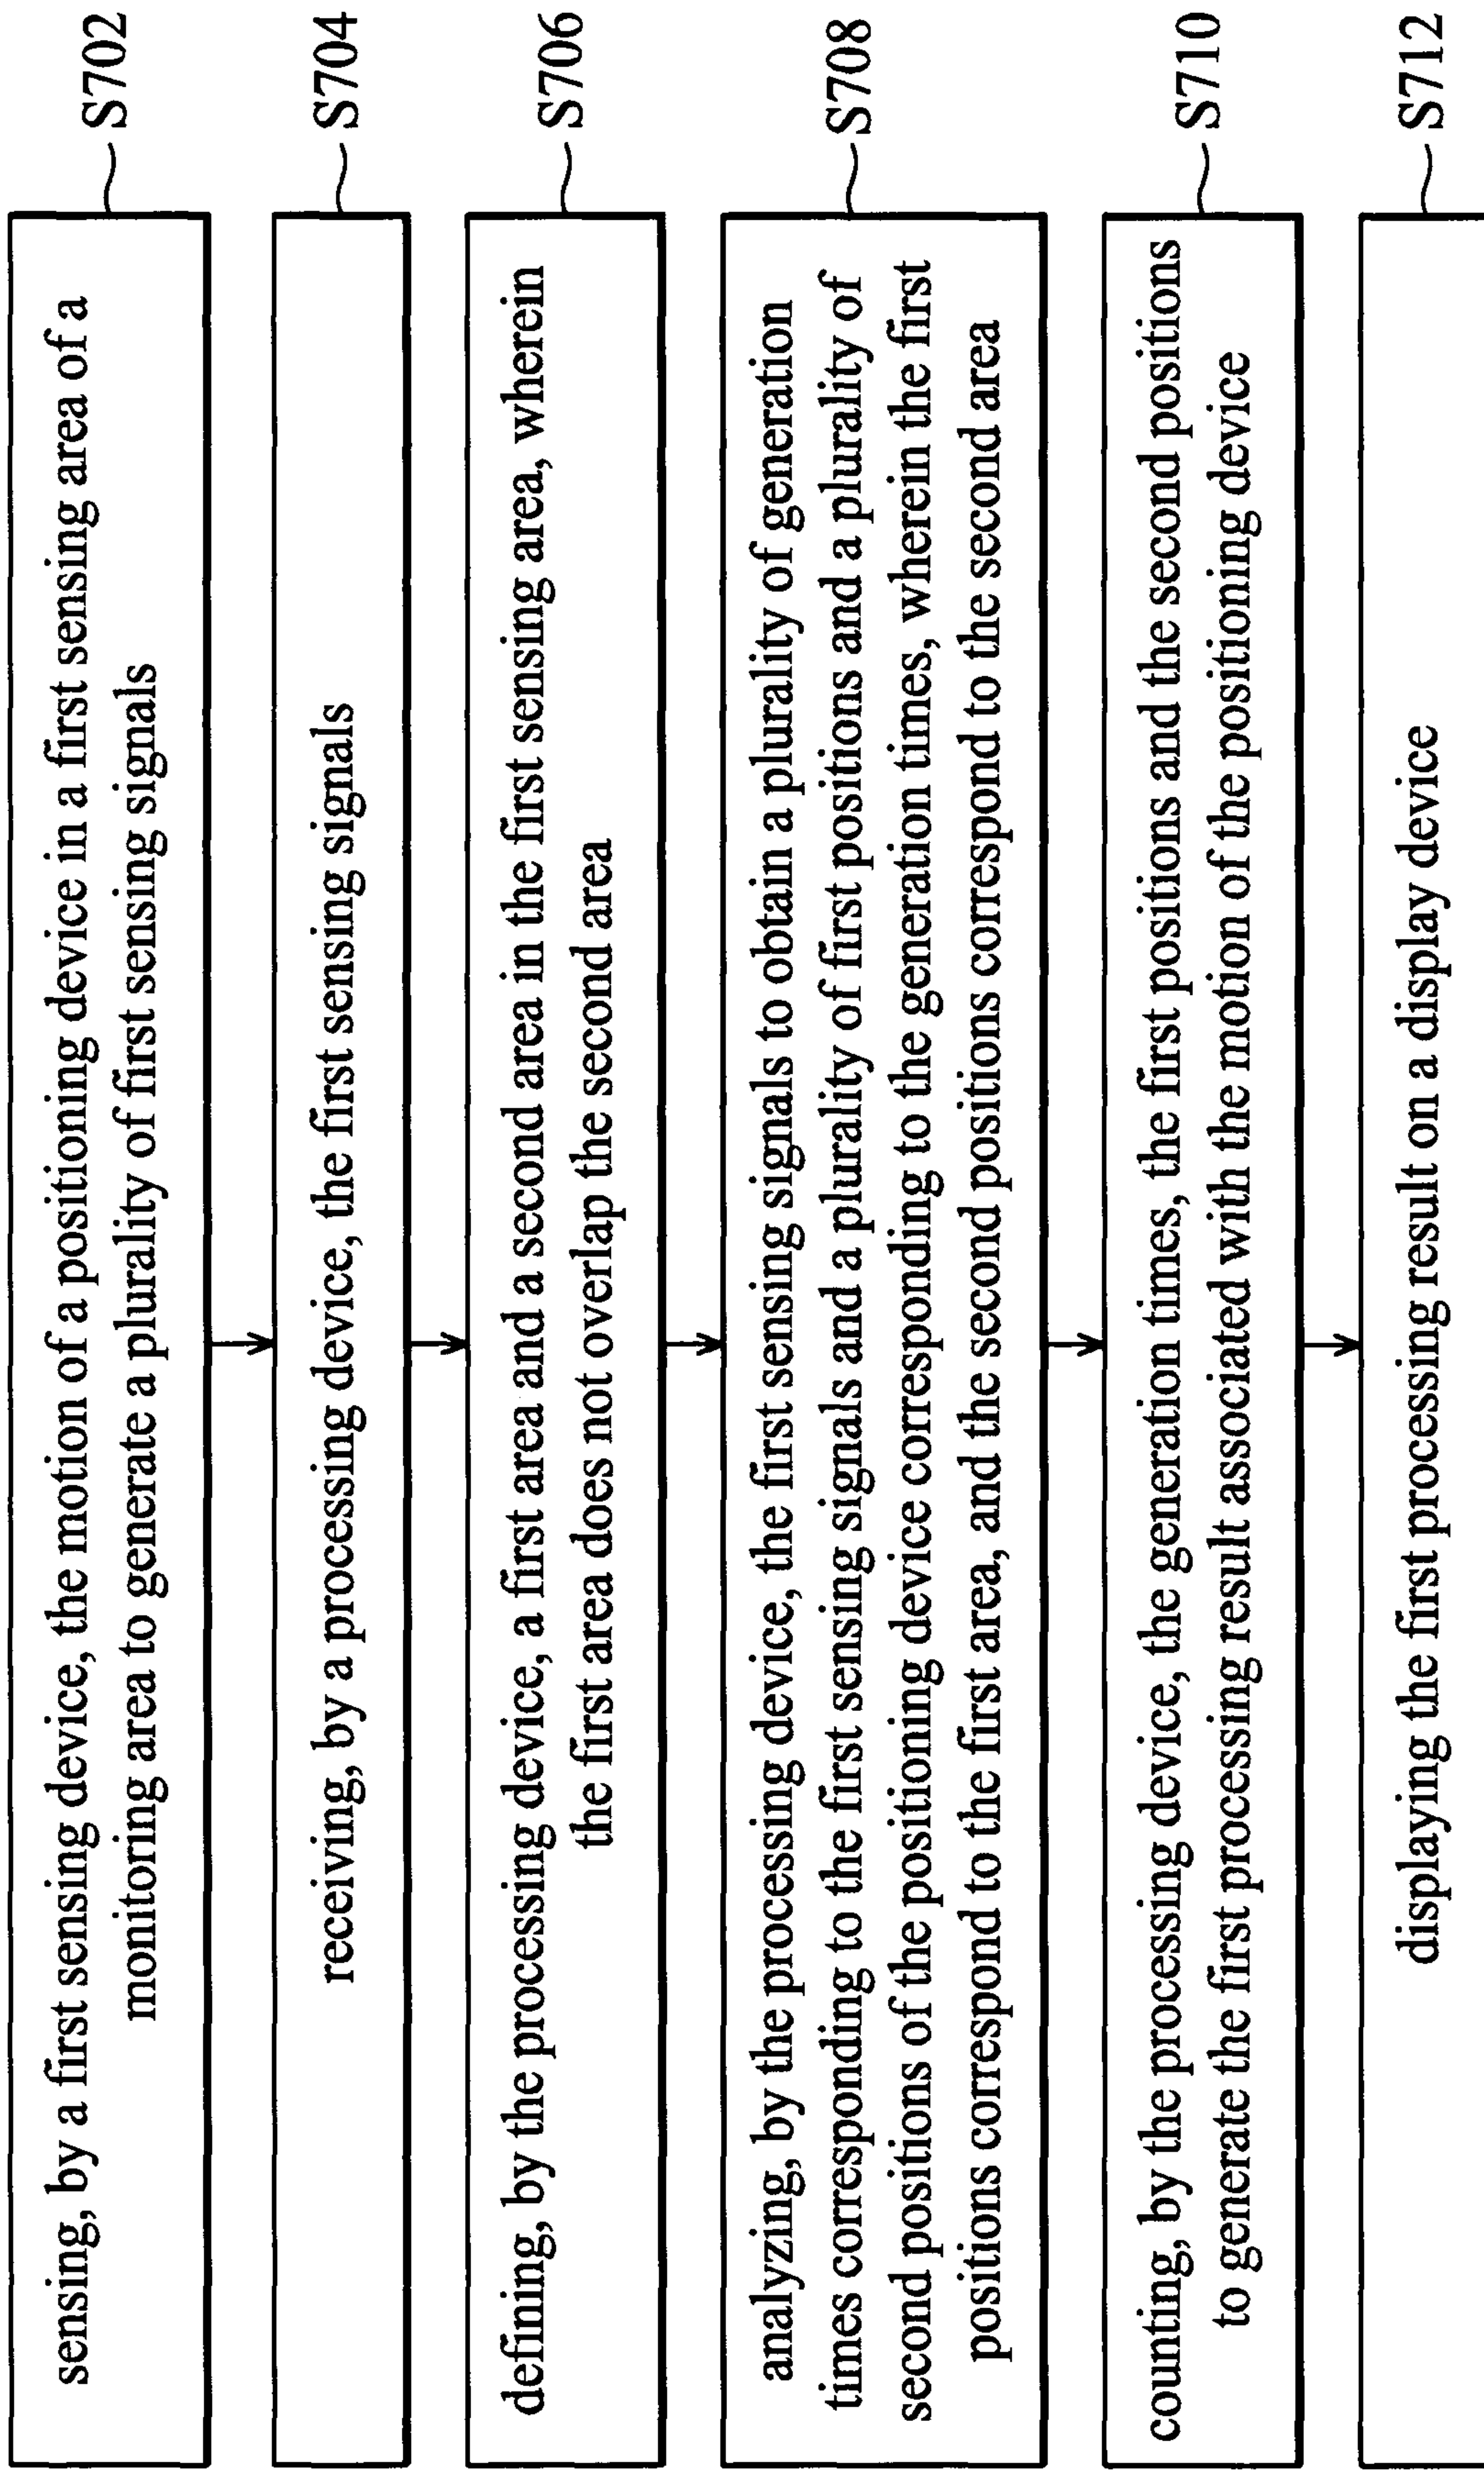 sensing, by a first sensing device, the motion of a positioning device in a first sensing area of a
monitoring area to generate a plurality of first sensing signals
S702
receiving, by a processing device, the first sensing signals
S704
defining, by the processing device, a first area and a second area in the first sensing area, wherein
the first area does not overlap the second area
S706
analyzing, by the processing device, the first sensing signals to obtain a plurality of generation
times corresponding to the first sensing signals and a plurality of first positions and a plurality of
second positions of the positioning device corresponding to the generation times, wherein the first
positions correspond to the first area, and the second positions correspond to the second area
S708
counting, by the processing device, the generation times, the first positions and the second positions
to generate the first processing result associated with the motion of the positioning device
S710
displaying the first processing result on a display device
S712